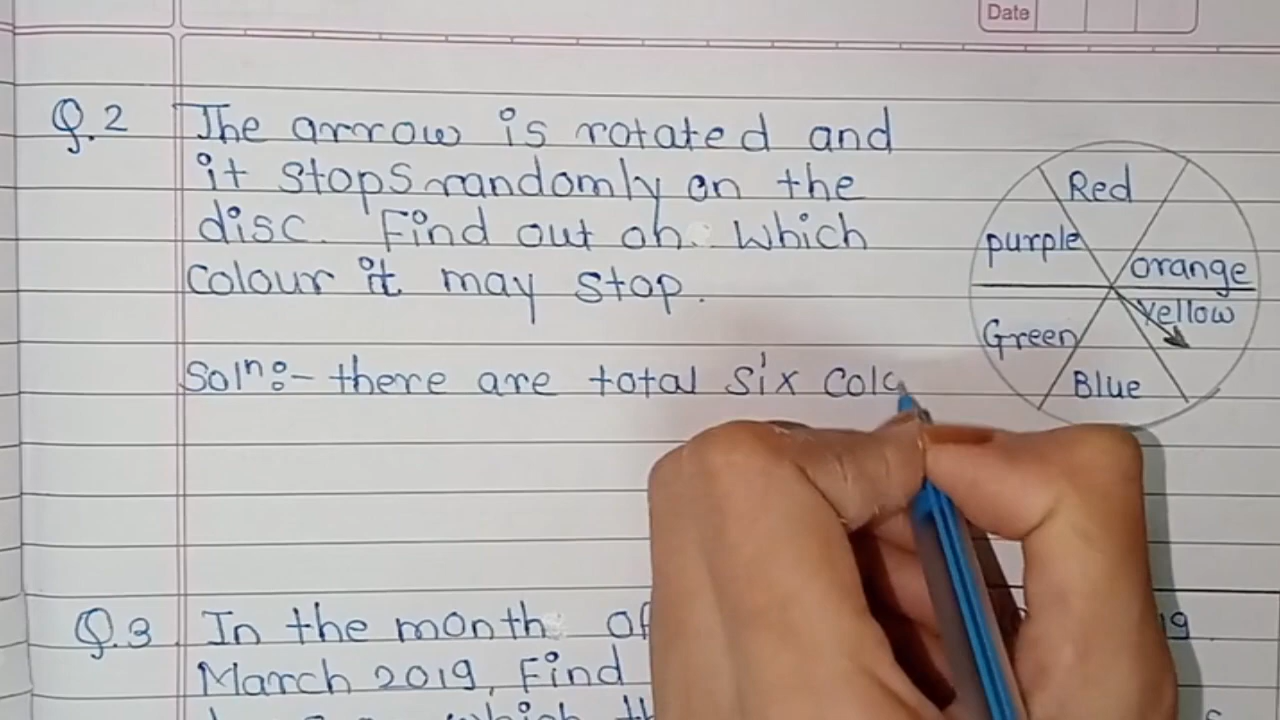 Date
Q.2 The arrow is rotated and
it stops randomly on the
disc. Find out on which
colour it may stop.
Red
purple
orange
yellow
Green
Blue
Soln:- there are total six colo
Q.3 In the month of 19
March 2019, Find
which